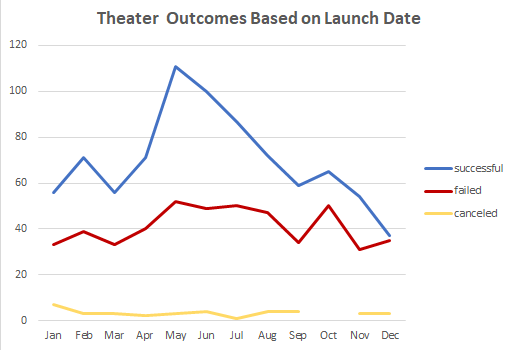 Theater  Outcomes Based on Launch Date
120
100
80
60
40
20
0
Jan Feb Mar Apr May Jun Jul Aug Sep Oct Nov Dec
successful
failed
canceled